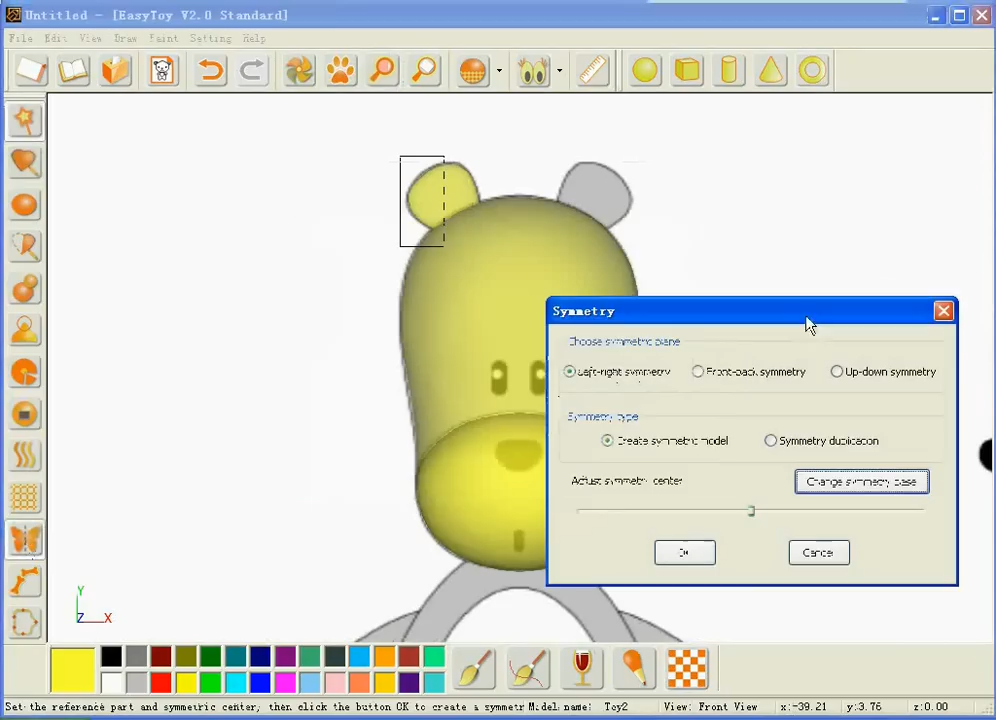 Untitled - [EasyToy V2.0 Standard]
File Edit View Draw Paint Setting Help
Symmetry
Choose symmetric plane
Left-right symmetry Front-back symmetry Up-down symmetry
Symmetry type
Create symmetric model Symmetry duplication
Adjust symmetry center Change symmetry base
OK Cancel
Y
Z X
Set the reference part and symmetric center, then click the button OK to create a symmetr Model name: Toy2 View: Front View x:-39.21 y:3.76 z:0.00